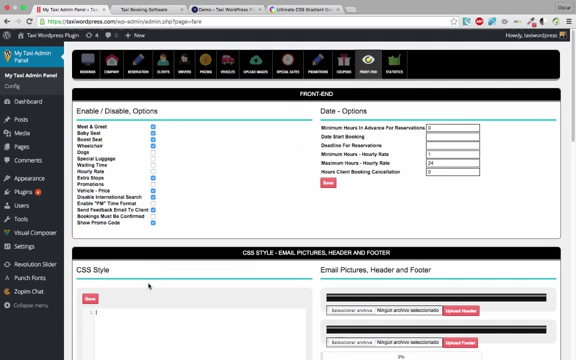 My Taxi Admin Panel
Taxi Booking Software
Demo – Taxi WordPress Pl
Ultimate CSS Gradient Ge
Oscar
https://taxiwordpress.com/wp-admin/admin.php?page=fare
Taxi Wordpress Plugin
38
0
+ New
Howdy, taxiwordpress
My Taxi Admin Panel
My Taxi Admin Panel
Config
Dashboard
Posts
Media
Pages
Comments
Appearance
Plugins 4
Users
Tools
Visual Composer
Settings
Revolution Slider
Punch Fonts
Zopim Chat
Collapse menu
BOOKINGS
COMPANY
RESERVATION
CLIENTS
DRIVERS
PRICING
VEHICLES
UPLOAD IMAGES
SPECIAL DATES
PROMOTIONS
COUPONS
FRONT-END
STATISTICS
FRONT-END
Enable / Disable, Options
Meet & Greet
Baby Seat
Boost Seat
Wheelchair
Dogs
Special Luggage
Waiting Time
Hourly Rate
Extra Stops
Promotions
Vehicle - Price
Disable International Search
Enable "PM" Time Format
Send Feedback Email To Client
Bookings Must Be Confirmed
Show Promo Code
Date - Options
Minimum Hours In Advance For Reservations 0
Date Start Booking
Deadline For Reservations
Minimum Hours - Hourly Rate 1
Maximum Hours - Hourly Rate 24
Hours Client Booking Cancellation 0
Save
CSS STYLE - EMAIL PICTURES, HEADER AND FOOTER
CSS Style
Save
1
Email Pictures, Header and Footer
Seleccionar archivo Ningún archivo seleccionado Upload Header
Seleccionar archivo Ningún archivo seleccionado Upload Footer
0%